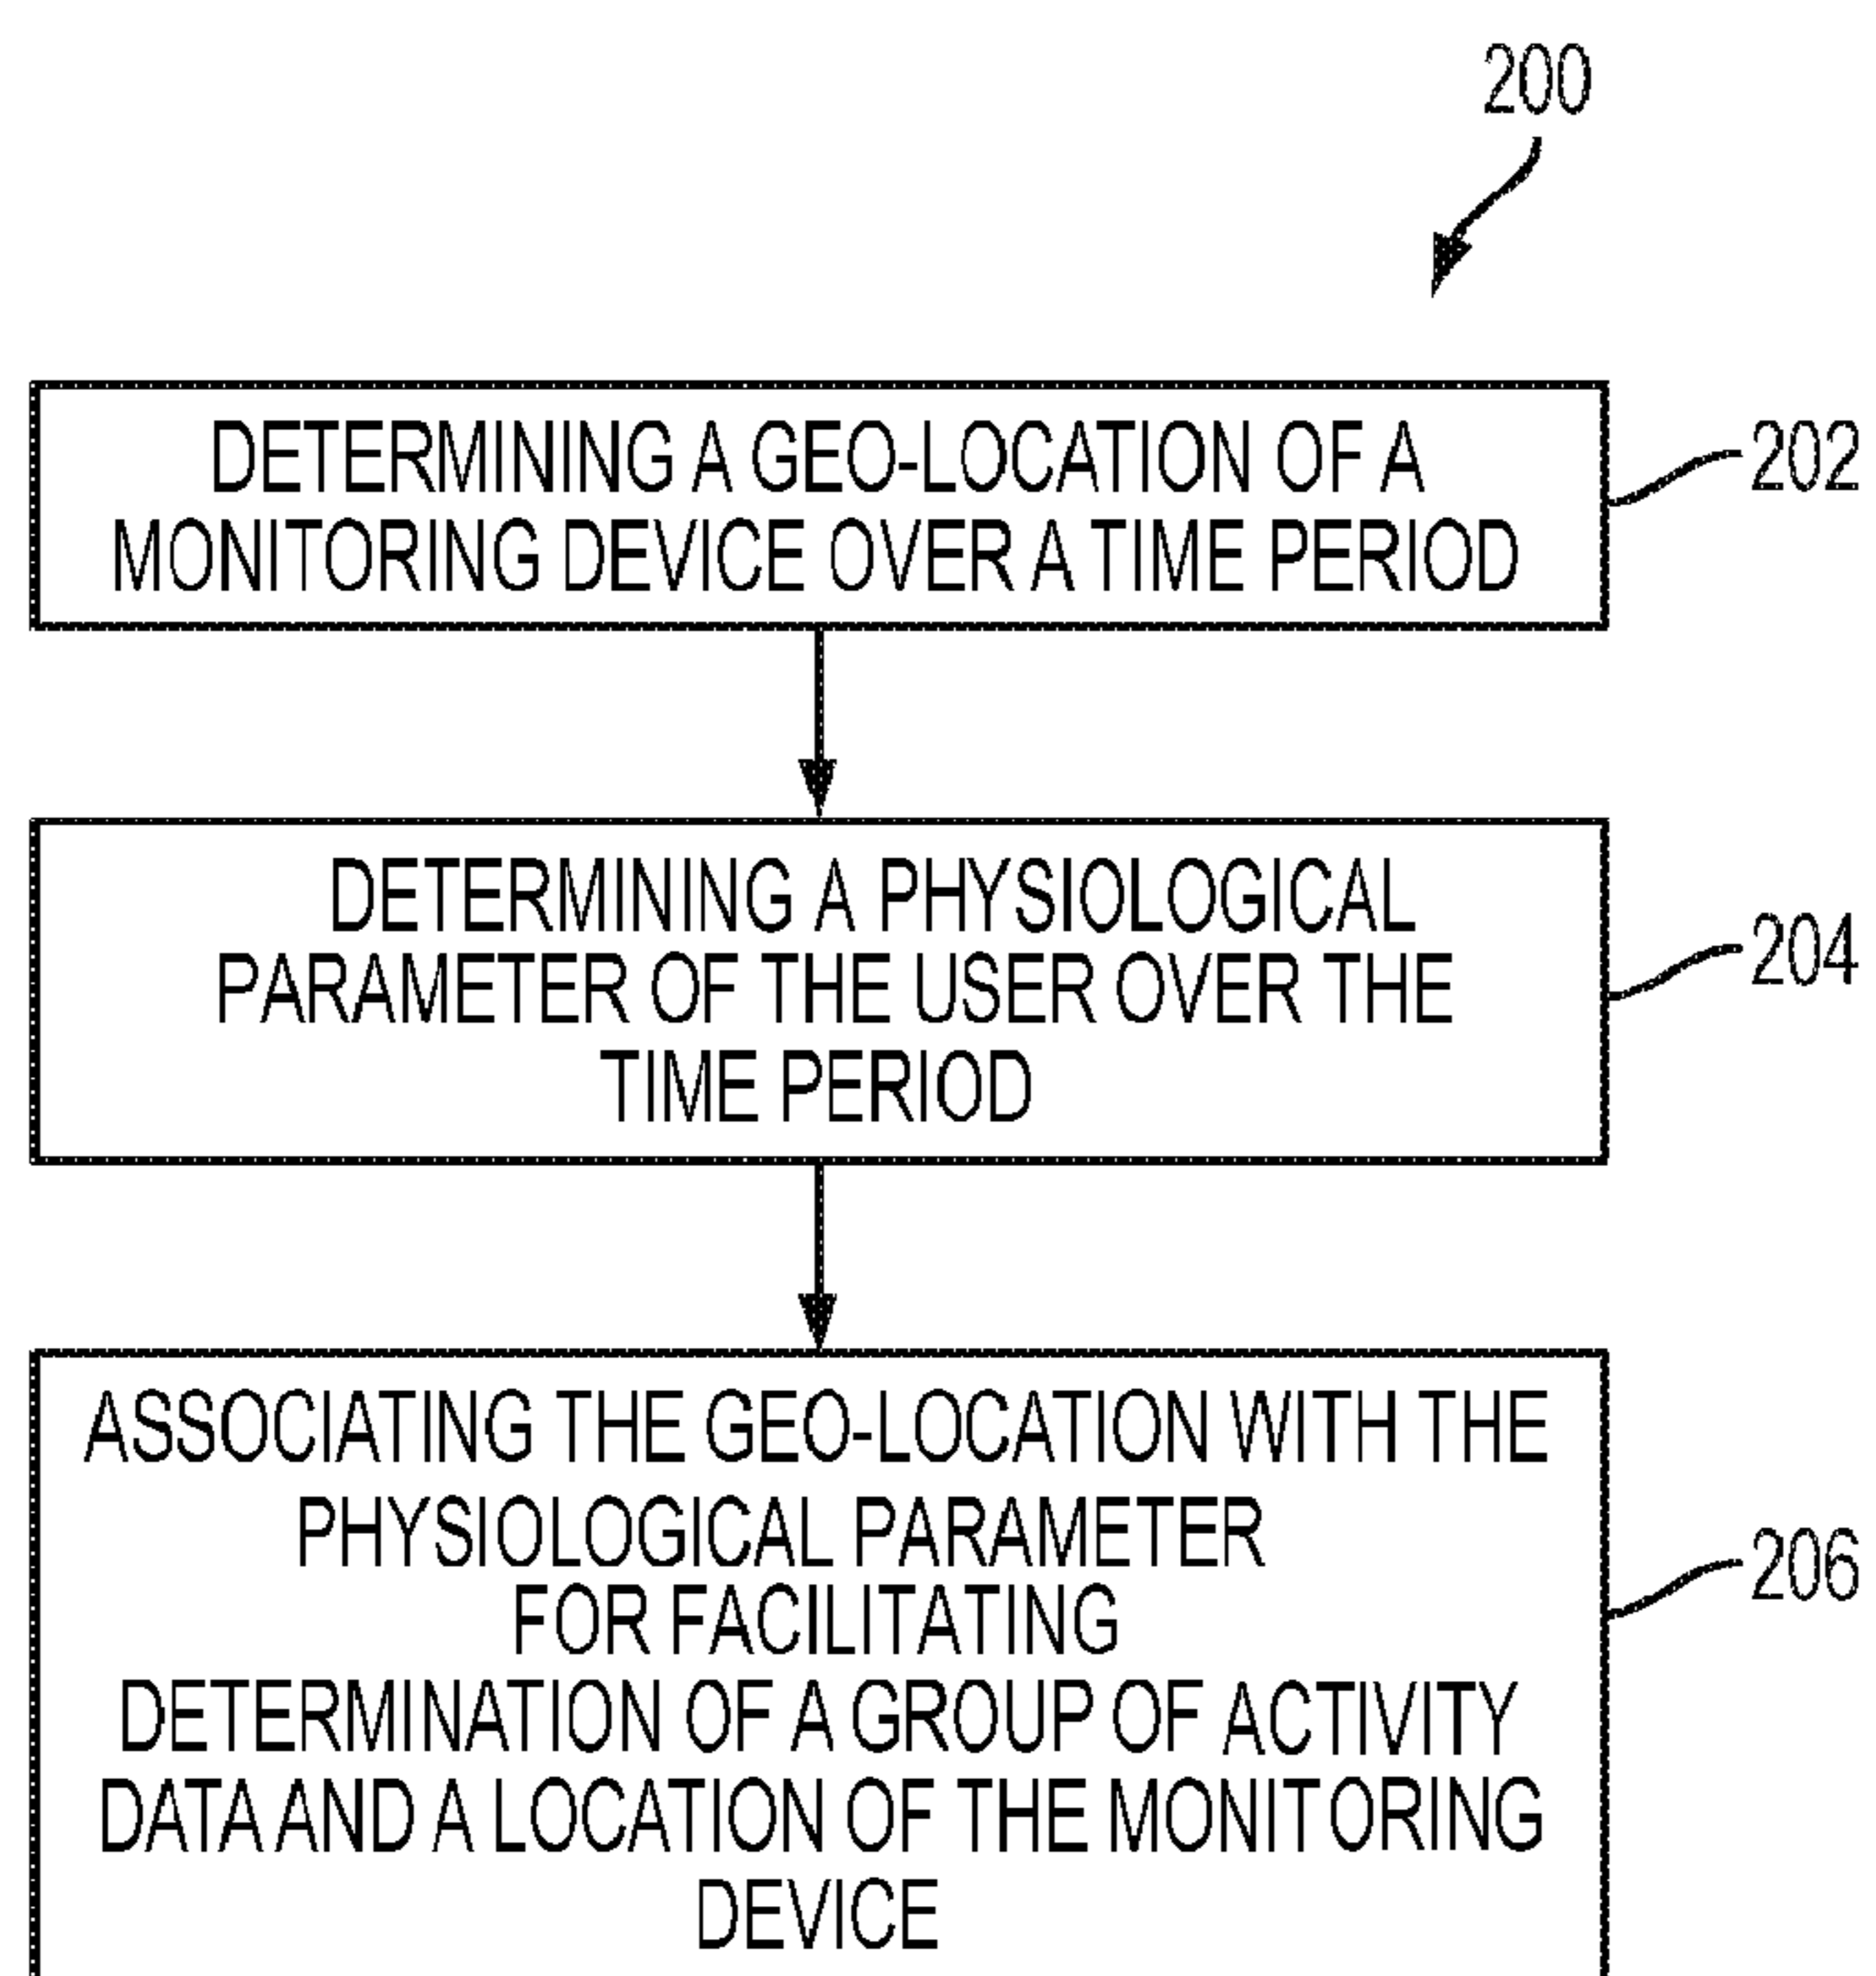 200
DETERMINING A GEO-LOCATION OF A
MONITORING DEVICE OVER A TIME PERIOD
202
DETERMINING A PHYSIOLOGICAL
PARAMETER OF THE USER OVER THE
TIME PERIOD
204
ASSOCIATING THE GEO-LOCATION WITH THE
PHYSIOLOGICAL PARAMETER
FOR FACILITATING
DETERMINATION OF A GROUP OF ACTIVITY
DATA AND A LOCATION OF THE MONITORING
DEVICE
206